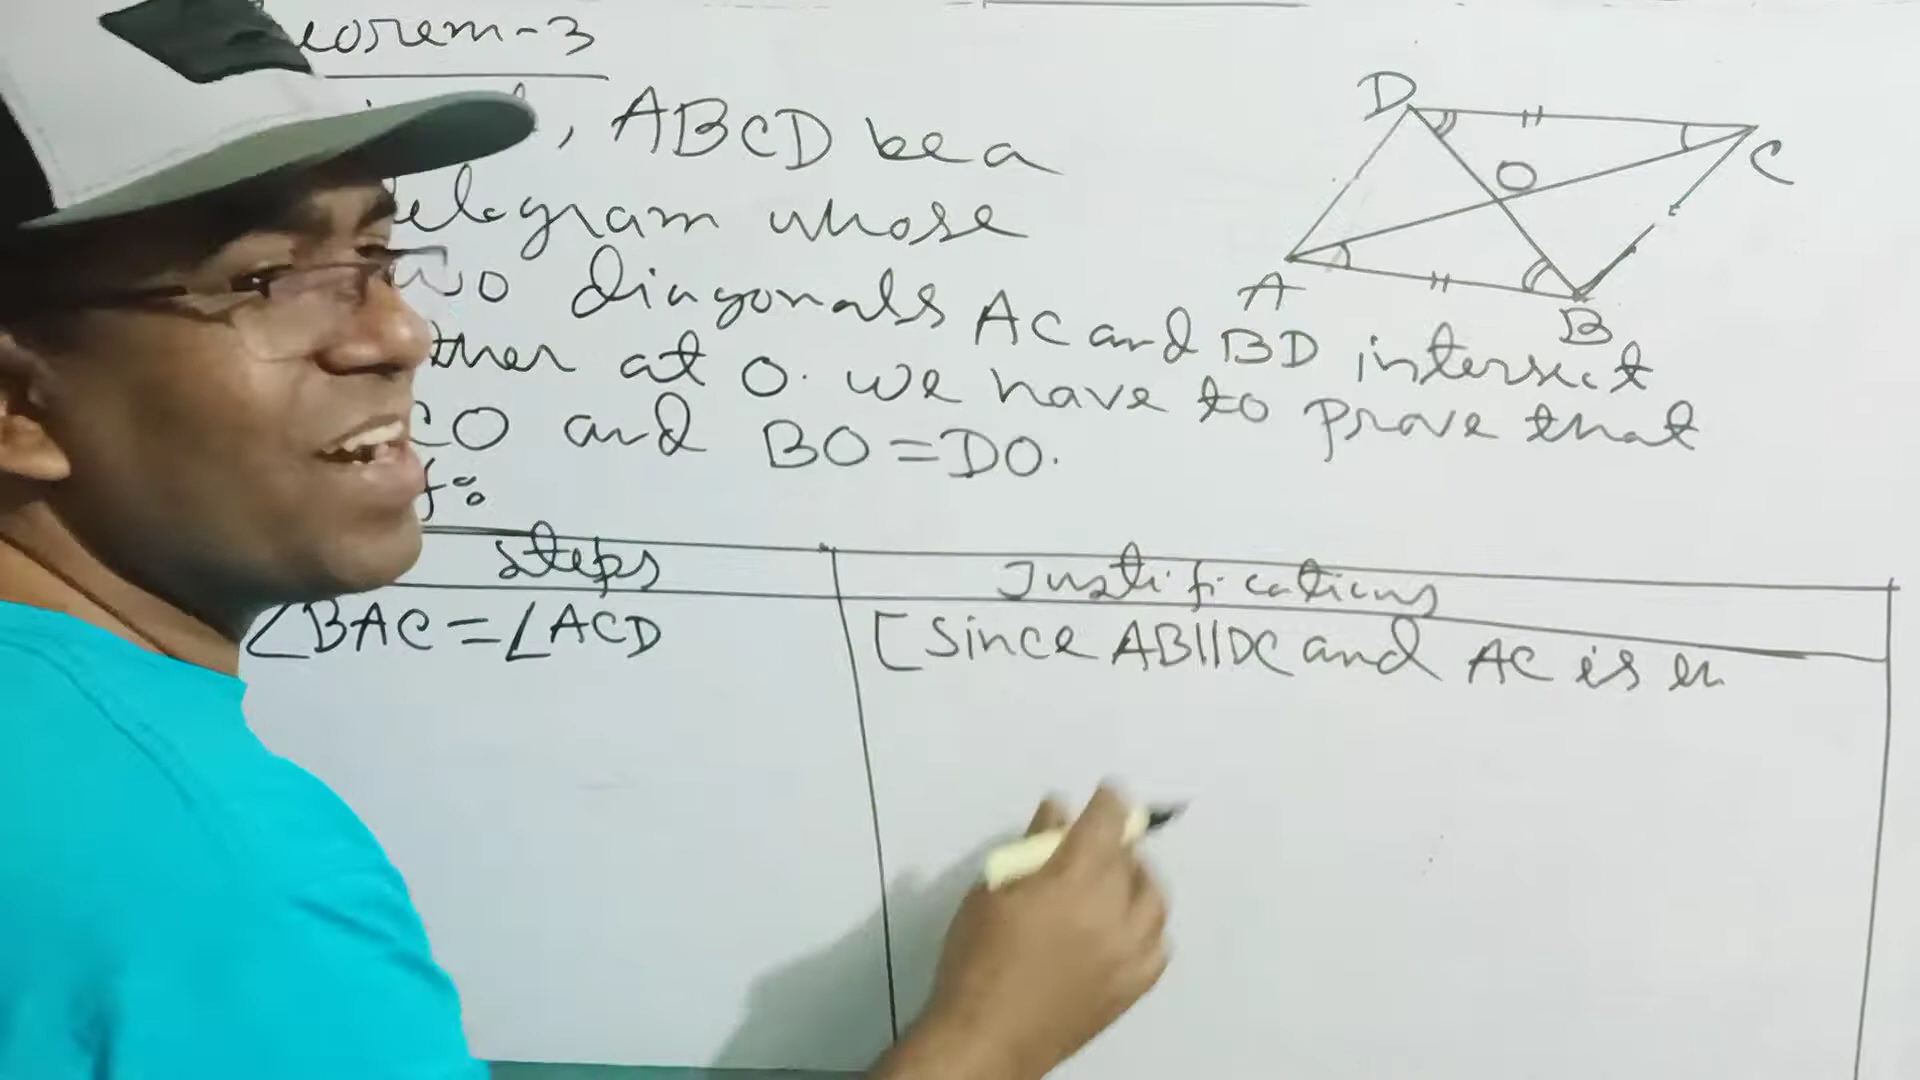 eorem-3
, ABCD be a
elegram whose
two diagonals AC and BD intersect
ther at O. we have to prove that
CO and BO = DO.
f:
steps
Justifications
∠BAC = ∠ACD
[Since AB||DC and AC is
D
C
O
A
B